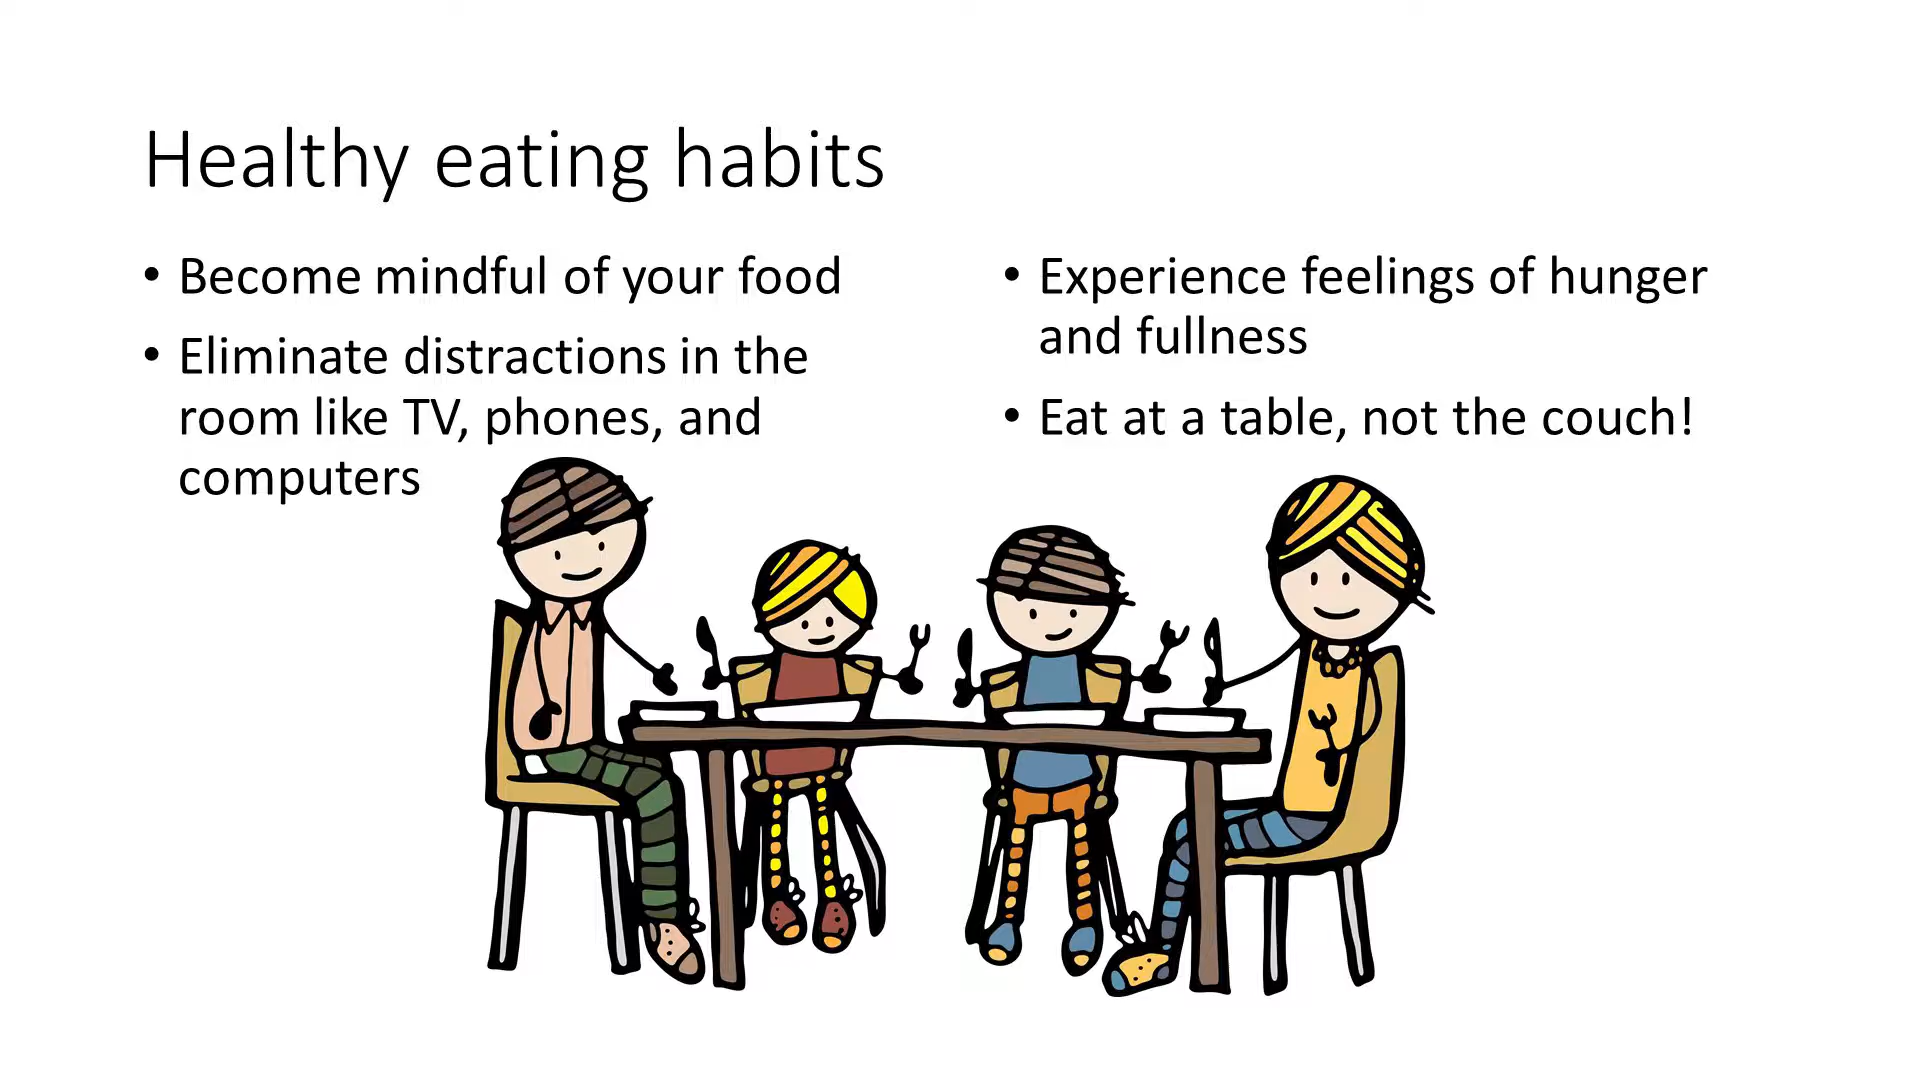 Healthy eating habits
• Become mindful of your food
• Eliminate distractions in the
room like TV, phones, and
computers
• Experience feelings of hunger
and fullness
• Eat at a table, not the couch!